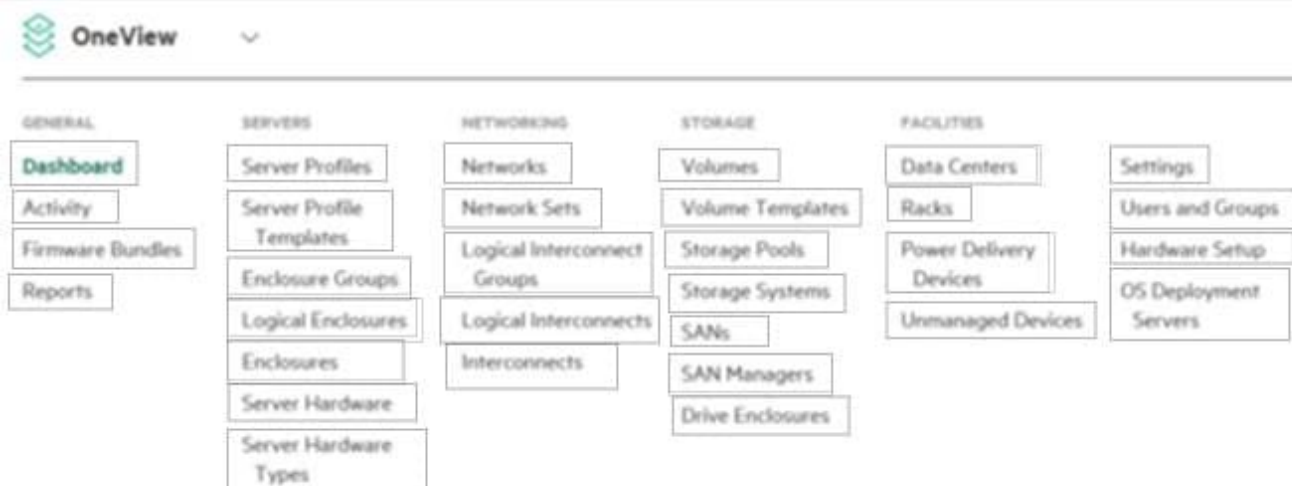 OneView
GENERAL
Dashboard
Activity
Firmware Bundles
Reports
SERVERS
Server Profiles
Server Profile
Templates
Enclosure Groups
Logical Enclosures
Enclosures
Server Hardware
Server Hardware
Types
NETWORKING
Networks
Network Sets
Logical Interconnect
Groups
Logical Interconnects
Interconnects
STORAGE
Volumes
Volume Templates
Storage Pools
Storage Systems
SANs
SAN Managers
Drive Enclosures
FACILITIES
Data Centers
Racks
Power Delivery
Devices
Unmanaged Devices
Settings
Users and Groups
Hardware Setup
OS Deployment
Servers